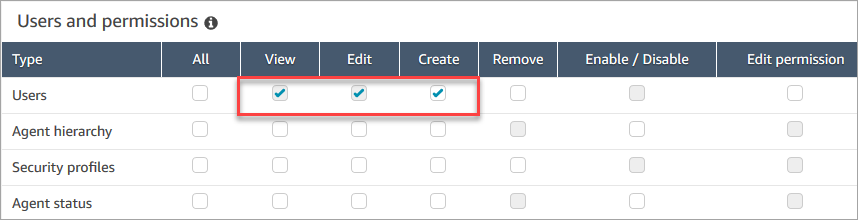 Users and permissions
Type All View Edit Create Remove Enable / Disable Edit permission
Users
Agent hierarchy
Security profiles
Agent status